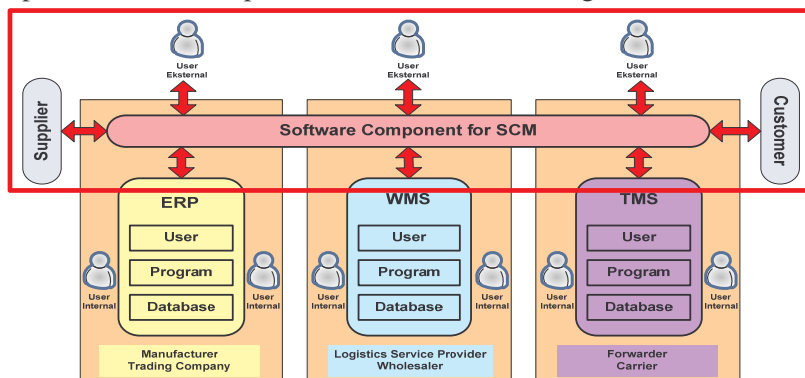 User
Eksternal
User
Eksternal
User
Eksternal
Supplier
Software Component for SCM
Customer
ERP
User
Program
Database
User
Internal
User
Internal
Manufacturer
Trading Company
WMS
User
Program
Database
User
Internal
User
Internal
Logistics Service Provider
Wholesaler
TMS
User
Program
Database
User
Internal
User
Internal
Forwarder
Carrier